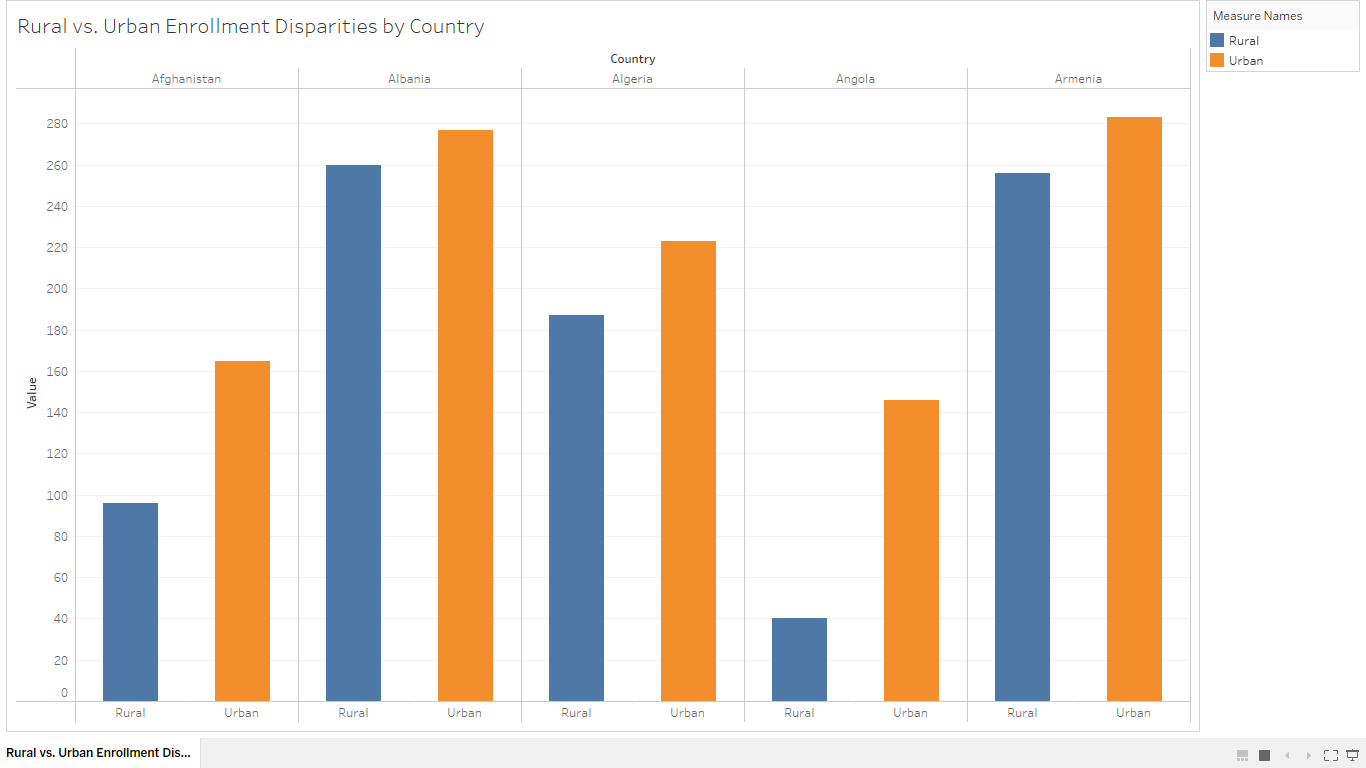 Rural vs. Urban Enrollment Disparities by Country
Measure Names
Rural
Urban
Country
Afghanistan Albania Algeria Angola Armenia
280
260
240
220
200
180
160
140
120
100
80
60
40
20
0
Value
Rural Urban Rural Urban Rural Urban Rural Urban Rural Urban
Rural vs. Urban Enrollment Dis...